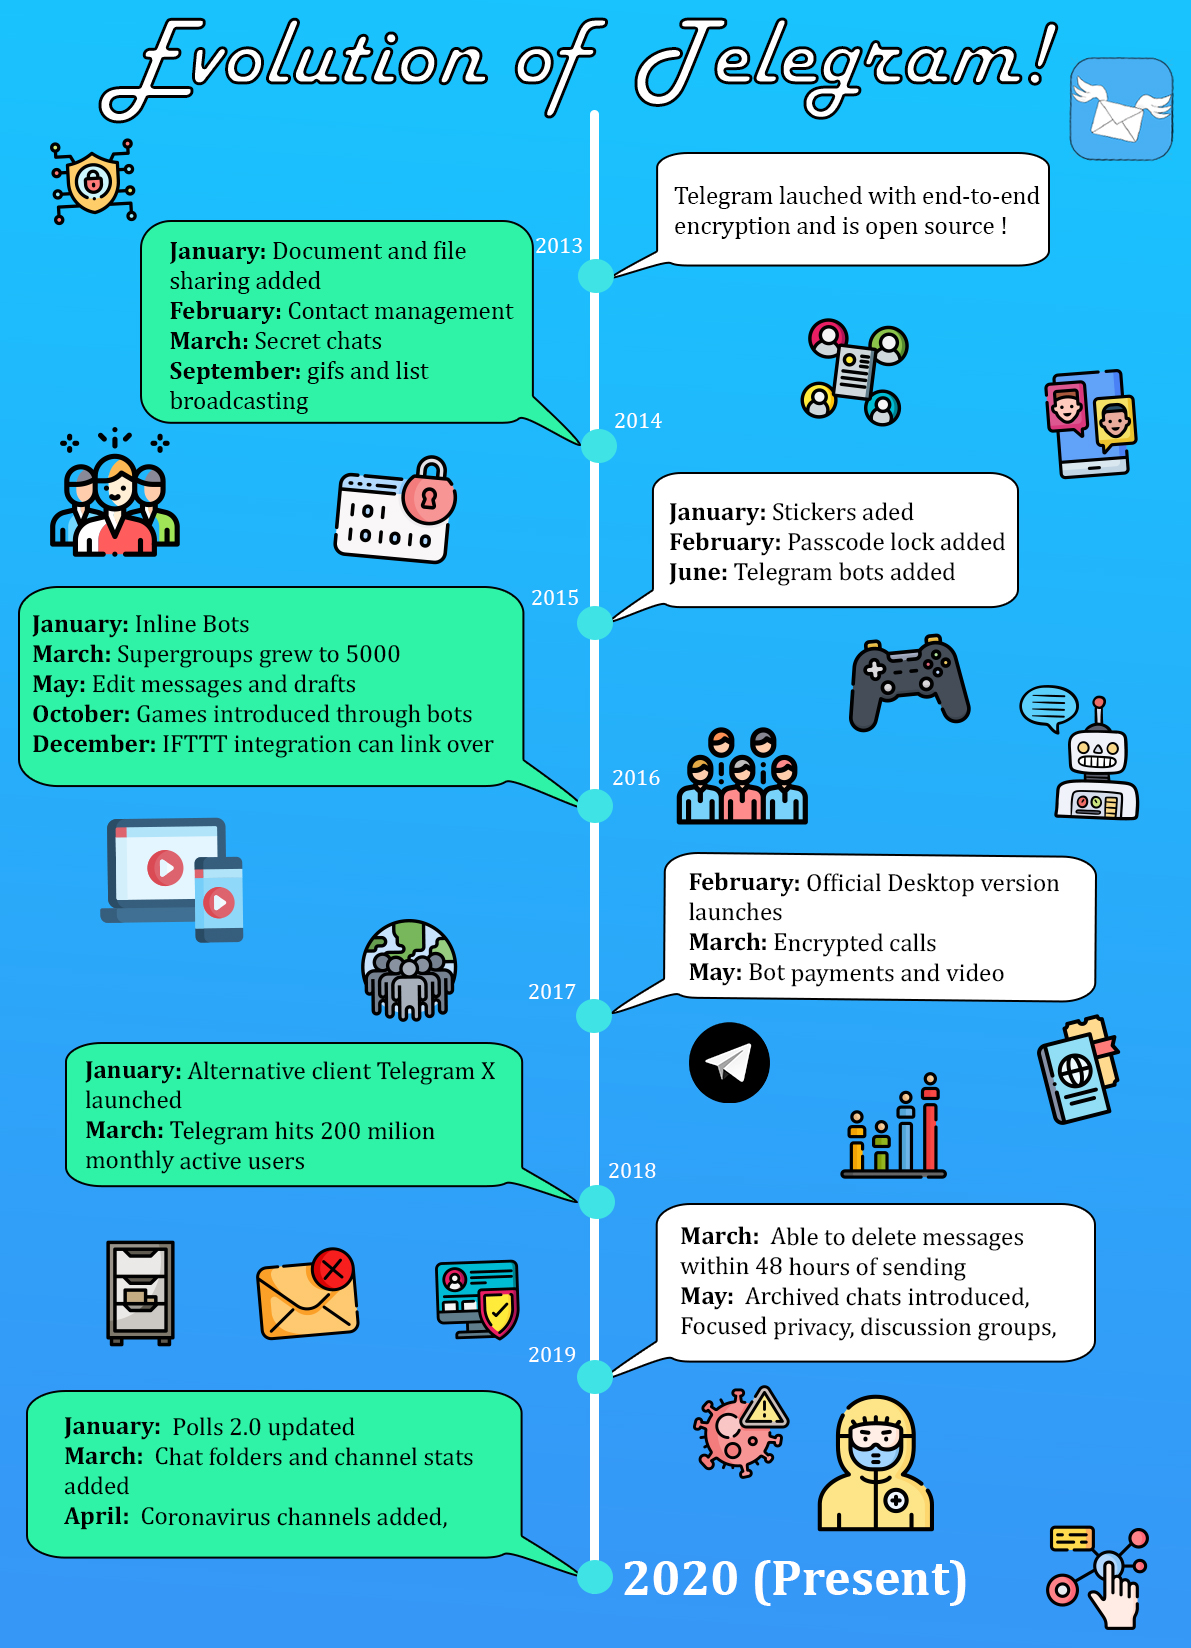 Evolution of Telegram!
Telegram lauched with end-to-end
encryption and is open source !
2013
January: Document and file
sharing added
February: Contact management
March: Secret chats
September: gifs and list
broadcasting
2014
January: Stickers aded
February: Passcode lock added
June: Telegram bots added
2015
January: Inline Bots
March: Supergroups grew to 5000
May: Edit messages and drafts
October: Games introduced through bots
December: IFTTT integration can link over
2016
February: Official Desktop version
launches
March: Encrypted calls
May: Bot payments and video
2017
January: Alternative client Telegram X
launched
March: Telegram hits 200 milion
monthly active users
2018
March: Able to delete messages
within 48 hours of sending
May: Archived chats introduced,
Focused privacy, discussion groups,
2019
January: Polls 2.0 updated
March: Chat folders and channel stats
added
April: Coronavirus channels added,
2020 (Present)
101
101010